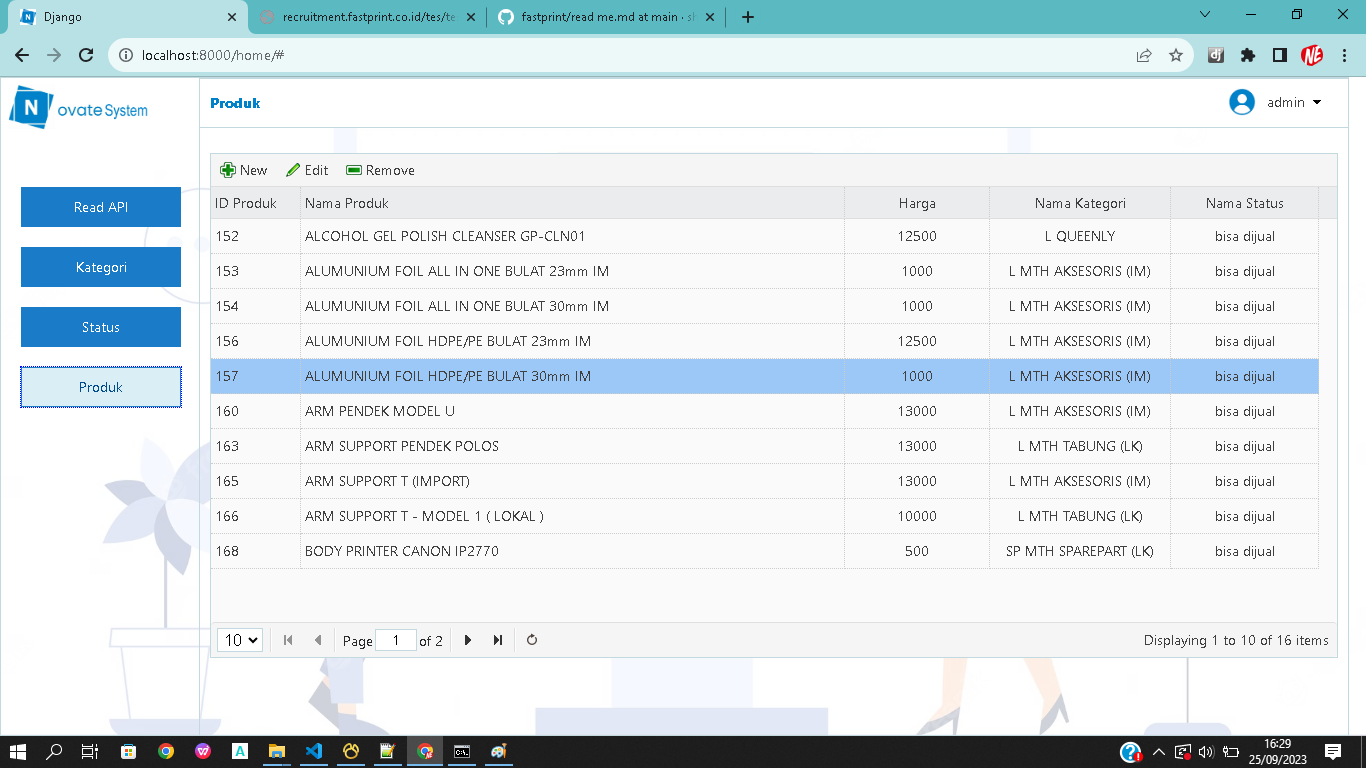 Django
recruitment.fastprint.co.id/tes/te
fastprint/read me.md at main · sh
localhost:8000/home/#
dj
NE
N ovate System
Produk
admin
Read API
Kategori
Status
Produk
New Edit Remove
ID Produk Nama Produk Harga Nama Kategori Nama Status
152 ALCOHOL GEL POLISH CLEANSER GP-CLN01 12500 L QUEENLY bisa dijual
153 ALUMUNIUM FOIL ALL IN ONE BULAT 23mm IM 1000 L MTH AKSESORIS (IM) bisa dijual
154 ALUMUNIUM FOIL ALL IN ONE BULAT 30mm IM 1000 L MTH AKSESORIS (IM) bisa dijual
156 ALUMUNIUM FOIL HDPE/PE BULAT 23mm IM 12500 L MTH AKSESORIS (IM) bisa dijual
157 ALUMUNIUM FOIL HDPE/PE BULAT 30mm IM 1000 L MTH AKSESORIS (IM) bisa dijual
160 ARM PENDEK MODEL U 13000 L MTH AKSESORIS (IM) bisa dijual
163 ARM SUPPORT PENDEK POLOS 13000 L MTH TABUNG (LK) bisa dijual
165 ARM SUPPORT T (IMPORT) 13000 L MTH AKSESORIS (IM) bisa dijual
166 ARM SUPPORT T - MODEL 1 ( LOKAL ) 10000 L MTH TABUNG (LK) bisa dijual
168 BODY PRINTER CANON IP2770 500 SP MTH SPAREPART (LK) bisa dijual
10 Page 1 of 2 Displaying 1 to 10 of 16 items
16:29
25/09/2023